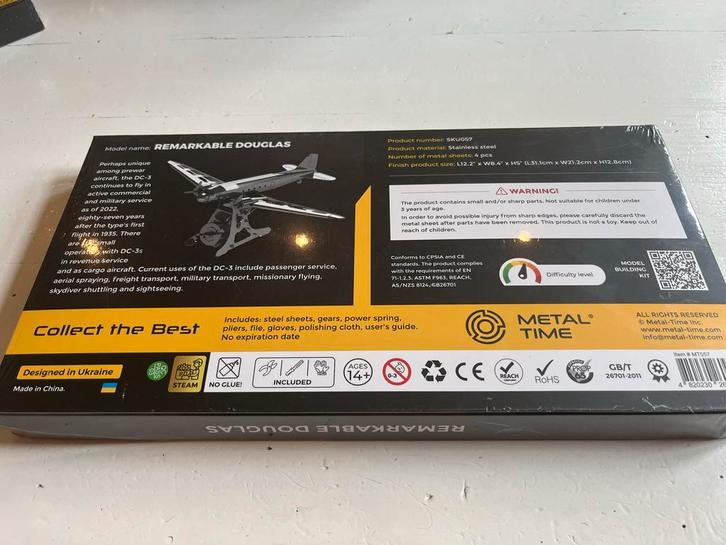 Model name: REMARKABLE DOUGLAS
Perhaps unique
among prewar
aircraft, the DC-3
continues to fly in
active commercial
and military service
as of 2022,
eighty-seven years
after the type's first
flight in 1935. There
are small
operators with DC-3s
in revenue service
and as cargo aircraft. Current uses of the DC-3 include passenger service,
aerial spraying, freight transport, military transport, missionary flying,
skydiver shuttling and sightseeing.
Product number: SKU057
Product material: Stainless steel
Number of metal sheets: 4 pcs
Finish product size: L12.2" x W8.4" x H5" (L31.1cm x W21.2cm x H12.8cm)
WARNING!
The product contains small and/or sharp parts. Not suitable for children under
3 years of age.
In order to avoid possible injury from sharp edges, please carefully discard the
metal sheet after parts have been removed. This product is not a toy. Keep out of
reach of children.
Conforms to CPSIA and CE
standards. The product complies
with the requirements of EN
71-1,2,3, ASTM F963, REACH,
AS/NZS 8124, GB26701
Difficulty level
MODEL
BUILDING
KIT
Collect the Best
Includes: steel sheets, gears, power spring,
pliers, file, gloves, polishing cloth, user's guide.
No expiration date
METAL®
TIME
ALL RIGHTS RESERVED
© Metal-Time Inc.
www.metal-time.com
info@metal-time.com
Designed in Ukraine
Made in China.
STEAM
NO GLUE!
INCLUDED
AGES
14+
0-3
CE
REACH
RoHS
PROP
65
GB/T
26701-2011
Item # MT057
4 820230 26
REMARKABLE DOUGLAS